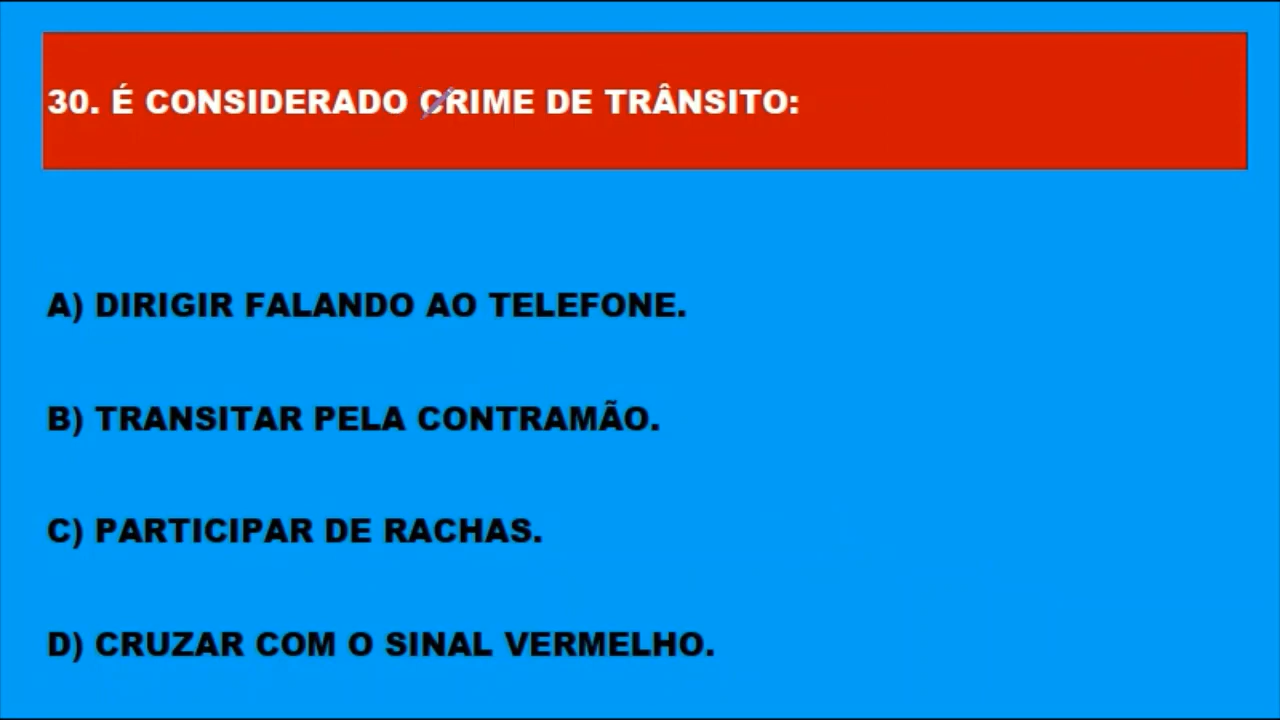 30. É CONSIDERADO CRIME DE TRÂNSITO:
A) DIRIGIR FALANDO AO TELEFONE.
B) TRANSITAR PELA CONTRAMÃO.
C) PARTICIPAR DE RACHAS.
D) CRUZAR COM O SINAL VERMELHO.